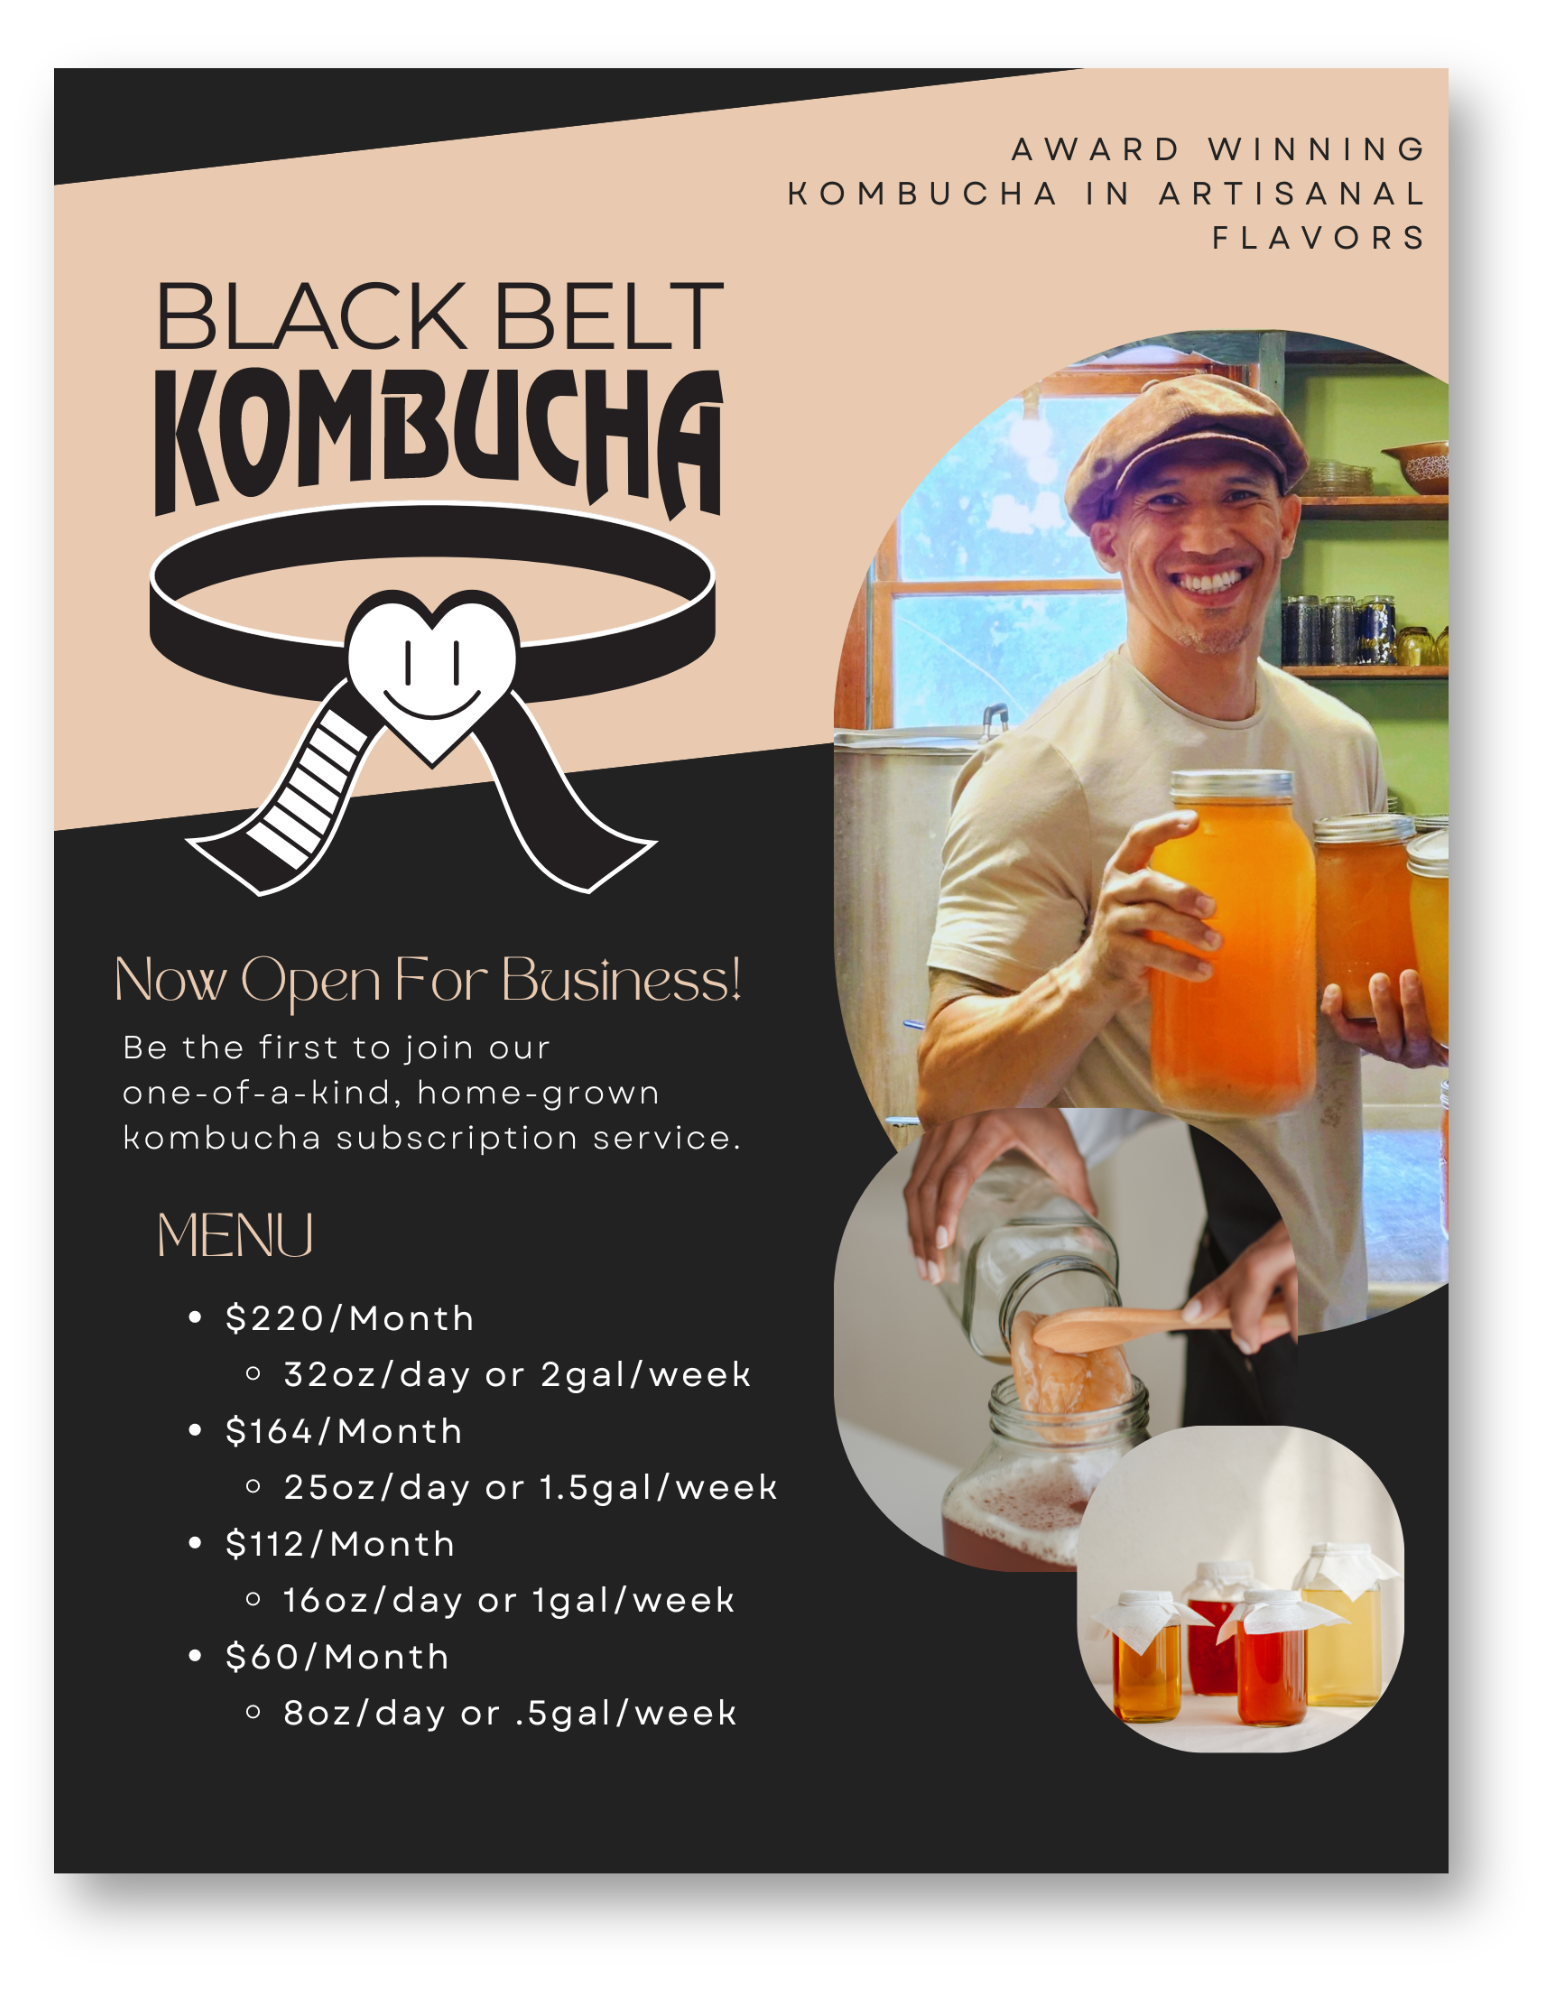 AWARD WINNING
KOMBUCHA IN ARTISANAL
FLAVORS
BLACK BELT
KOMBUCHA
Now Open For Business!
Be the first to join our
one-of-a-kind, home-grown
kombucha subscription service.
MENU
• $220/Month
○ 32oz/day or 2gal/week
• $164/Month
○ 25oz/day or 1.5gal/week
• $112/Month
○ 16oz/day or 1gal/week
• $60/Month
○ 8oz/day or .5gal/week